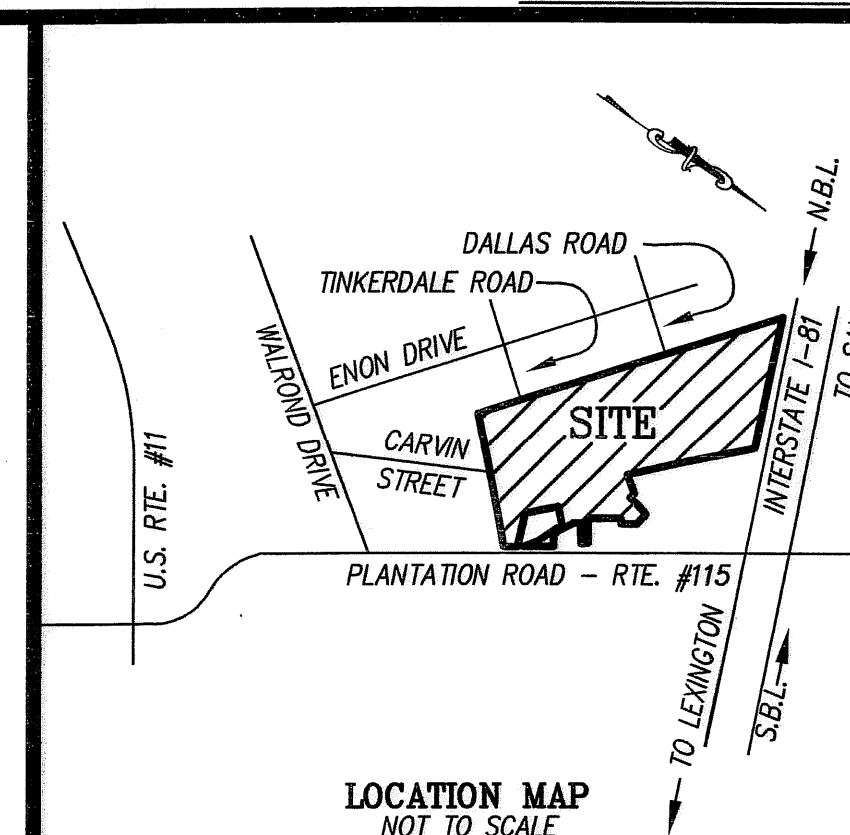 N.B.L.
DALLAS ROAD
TINKERDALE ROAD
ENON DRIVE
WALROND DRIVE
SITE
CARVIN
STREET
INTERSTATE I-81
U.S. RTE. #11
PLANTATION ROAD - RTE. #115
TO LEXINGTON
S.B.L.
LOCATION MAP
NOT TO SCALE